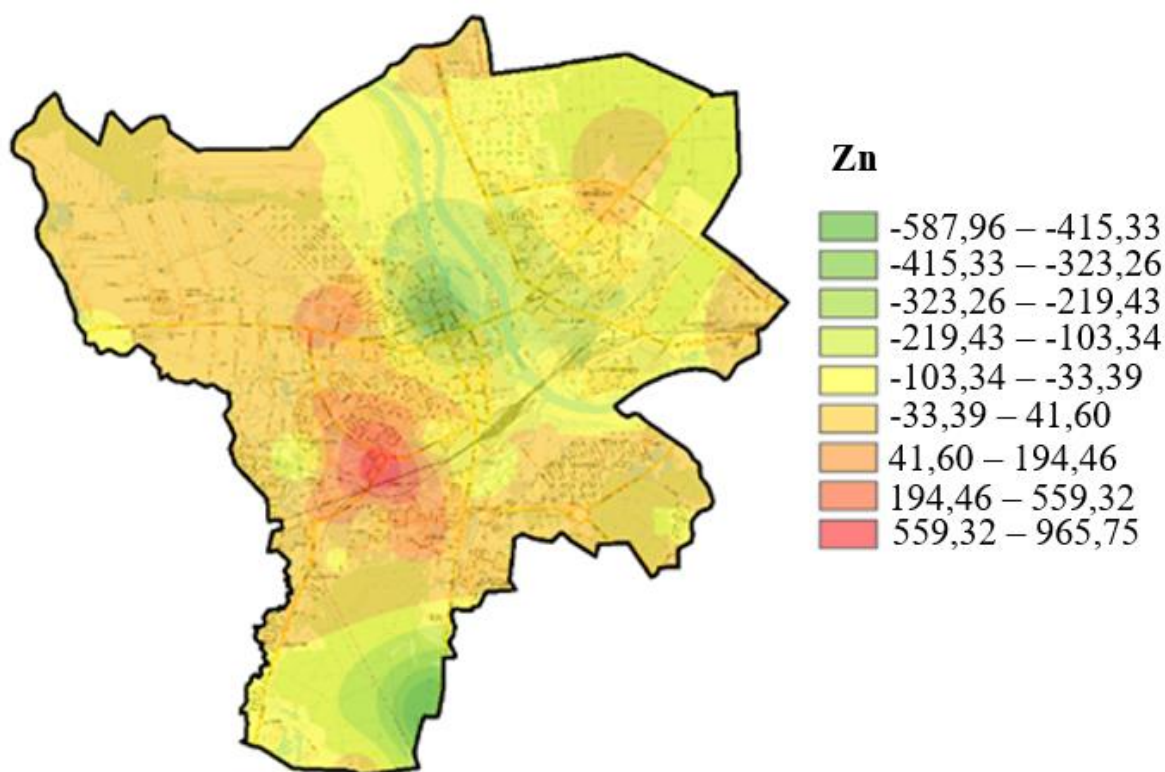 Zn
-587,96 – -415,33
-415,33 – -323,26
-323,26 – -219,43
-219,43 – -103,34
-103,34 – -33,39
-33,39 – 41,60
41,60 – 194,46
194,46 – 559,32
559,32 – 965,75